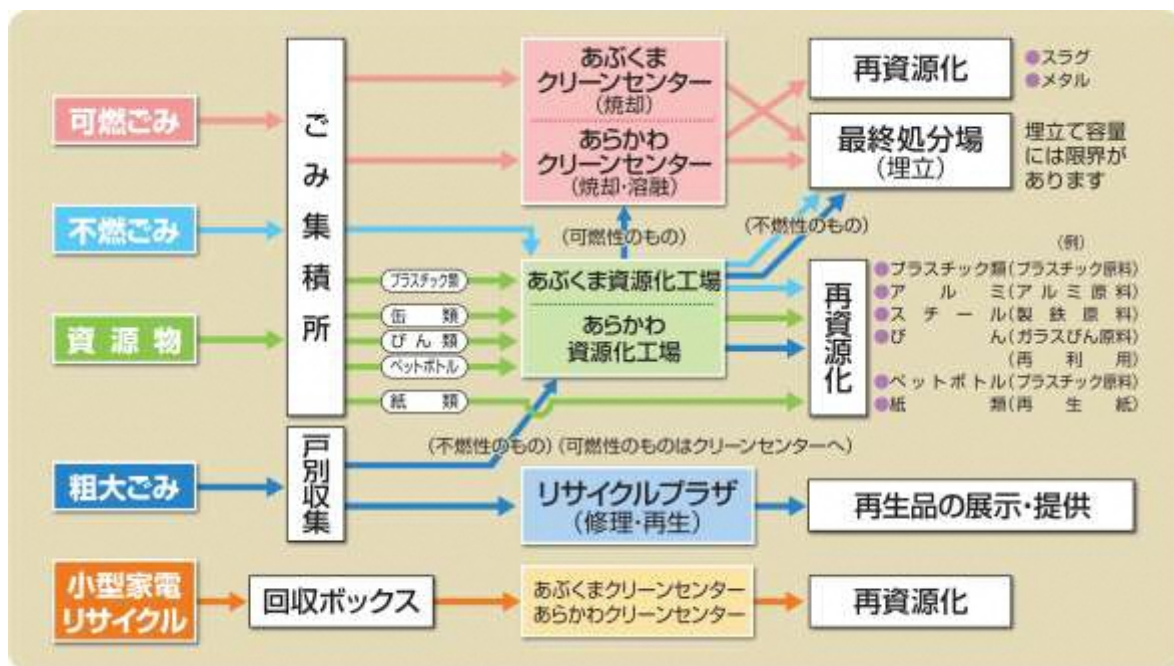 可燃ごみ
不燃ごみ
資源物
粗大ごみ
小型家電
リサイクル
ごみ集積所
戸別収集
回収ボックス
プラスチック類
缶類
びん類
ペットボトル
紙類
あぶくま
クリーンセンター
(焼却)
あらかわ
クリーンセンター
(焼却・溶融)
(可燃性のもの)
(不燃性のもの)
あぶくま資源化工場
あらかわ
資源化工場
(不燃性のもの)(可燃性のものはクリーンセンターへ)
リサイクルプラザ
(修理・再生)
あぶくまクリーンセンター
あらかわクリーンセンター
再資源化
●スラグ
●メタル
最終処分場
(埋立)
埋立て容量
には限界が
あります
再資源化
(例)
●プラスチック類(プラスチック原料)
●アルミ(アルミ原料)
●スチール(製鉄原料)
●びん(ガラスびん原料)
(再利用)
●ペットボトル(プラスチック原料)
●紙類(再生紙)
再生品の展示・提供
再資源化